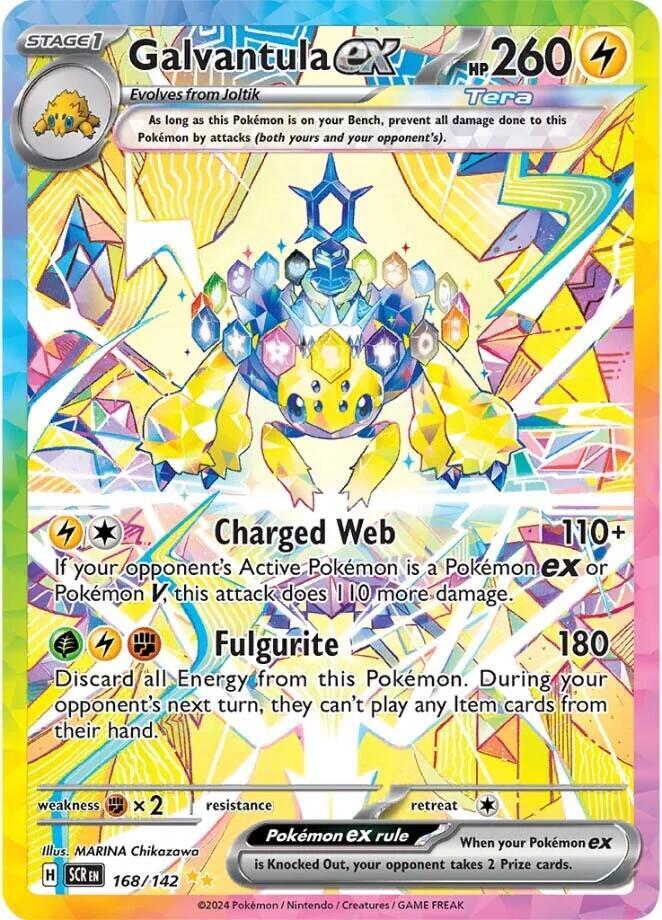 STAGE1
Galvantula ex HP 260
Evolves from Joltik
Tera
As long as this Pokémon is on your Bench, prevent all damage done to this
Pokémon by attacks (both yours and your opponent's).
Charged Web 110+
If your opponent's Active Pokémon is a Pokémon ex or
Pokémon V, this attack does 110 more damage.
Fulgurite 180
Discard all Energy from this Pokémon. During your
opponent's next turn, they can't play any Item cards from
their hand.
weakness ×2 resistance retreat
Pokémon ex rule
When your Pokémon ex
is Knocked Out, your opponent takes 2 Prize cards.
Illus. MARINA Chikazawa
H SCR EN 168/142
©2024 Pokémon / Nintendo / Creatures / GAME FREAK